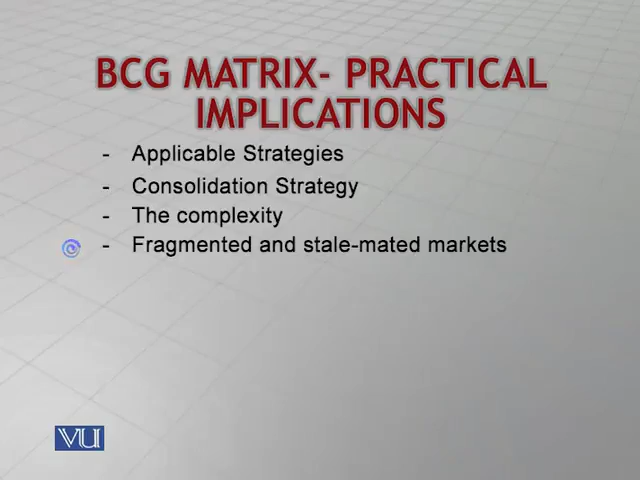 BCG MATRIX- PRACTICAL
IMPLICATIONS
- Applicable Strategies
- Consolidation Strategy
- The complexity
- Fragmented and stale-mated markets
VU